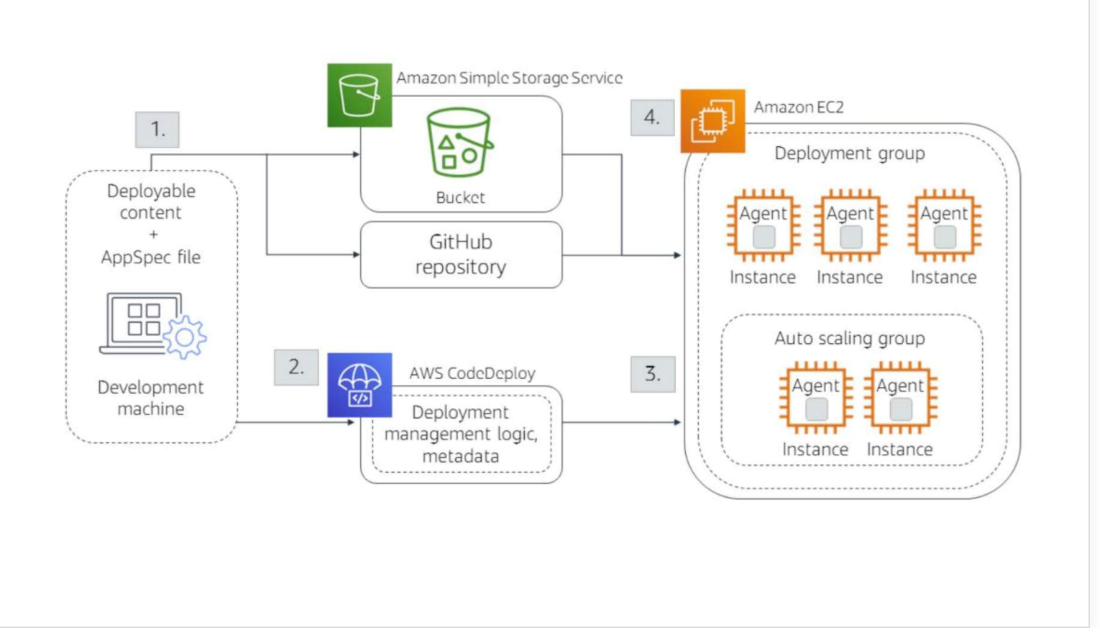 1.
Deployable
content
+
AppSpec file
Development
machine
Amazon Simple Storage Service
Bucket
GitHub
repository
2.
AWS CodeDeploy
Deployment
management logic,
metadata
3.
4.
Amazon EC2
Deployment group
Agent Agent Agent
Instance Instance Instance
Auto scaling group
Agent Agent
Instance Instance